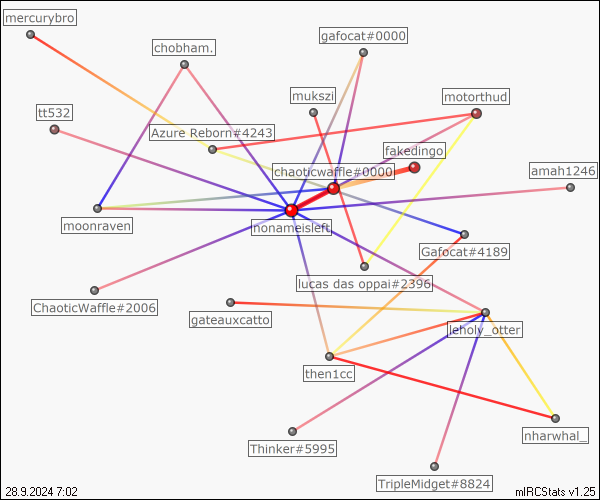 mercurybro
gafocat#0000
chobham.
mukszi
motorthud
tt532
Azure Reborn#4243
fakedingo
chaoticwaffle#0000
amah1246
moonraven
nonameisleft
Gafocat#4189
lucas das oppai#2396
ChaoticWaffle#2006
gateauxcatto
leholy_otter
then1cc
nharwhal_
Thinker#5995
TripleMidget#8824
28.9.2024 7:02
mIRCStats v1.25